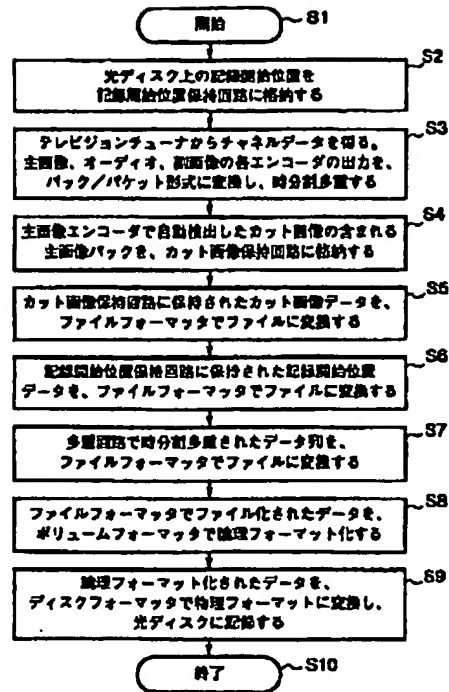 開始
S1
S2
光ディスク上の記録開始位置を
記録開始位置保持回路に格納する
S3
テレビジョンチューナからチャネルデータを得る。
主画像、オーディオ、副画像の各エンコーダの出力を、
パック/パケット形式に変換し、時分割多重する
S4
主画像エンコーダで自動検出したカット画像の含まれる
主画像パックを、カット画像保持回路に格納する
S5
カット画像保持回路に保持されたカット画像データを、
ファイルフォーマッタでファイルに変換する
S6
記録開始位置保持回路に保持された記録開始位置
データを、ファイルフォーマッタでファイルに変換する
S7
多重回路で時分割多重されたデータ列を、
ファイルフォーマッタでファイルに変換する
S8
ファイルフォーマッタでファイル化されたデータを、
ボリュームフォーマッタで論理フォーマット化する
S9
論理フォーマット化されたデータを、
ディスクフォーマッタで物理フォーマットに変換し、
光ディスクに記録する
終了
S10